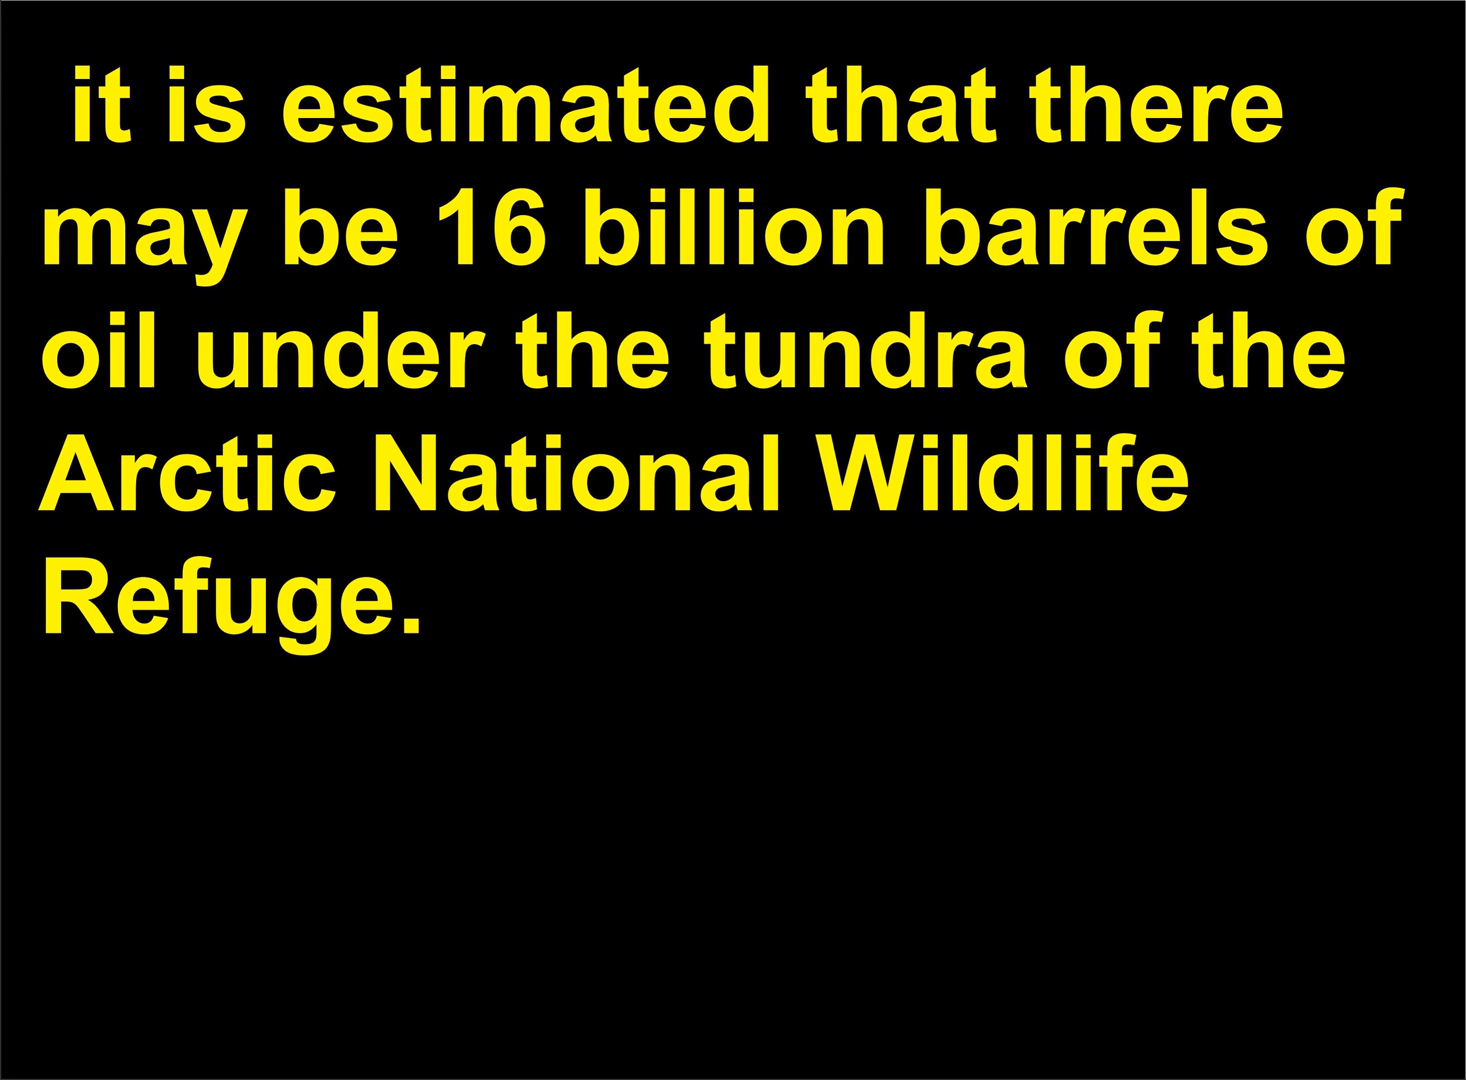 it is estimated that there
may be 16 billion barrels of
oil under the tundra of the
Arctic National Wildlife
Refuge.